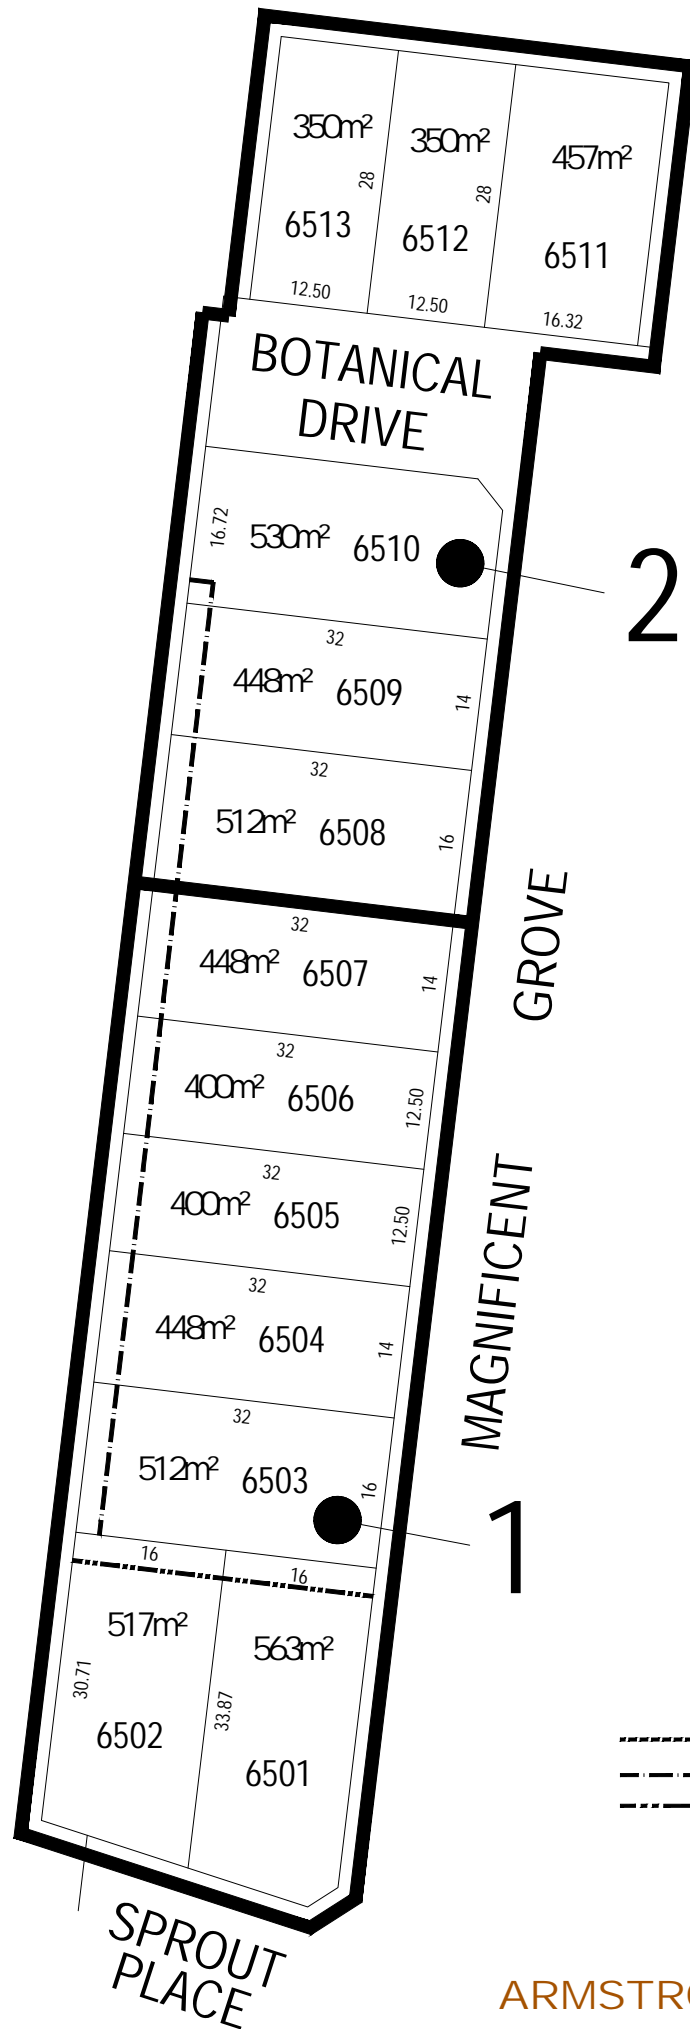 350m²
350m²
457m²
28
28
6513
6512
6511
12.50
12.50
16.32
BOTANICAL
DRIVE
16.72
530m² 6510
2
32
448m² 6509
14
32
512m² 6508
16
GROVE
32
448m² 6507
14
32
400m² 6506
12.50
32
400m² 6505
12.50
MAGNIFICENT
32
448m² 6504
14
32
512m² 6503
16
1
16
16
517m²
563m²
30.71
33.87
6502
6501
SPROUT
PLACE